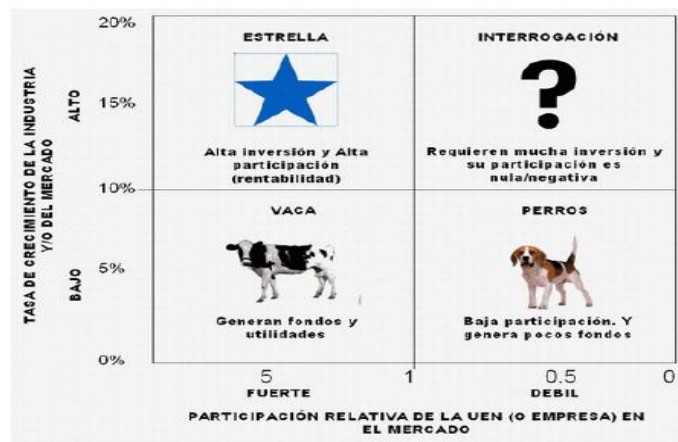 20%
ESTRELLA
INTERROGACIÓN
?
TASA DE CRECIMIENTO DE LA INDUSTRIA
Y/O DEL MERCADO
ALTO
15%
Alta inversión y Alta
participación
(rentabilidad)
Requieren mucha inversión y
su participación es
nula/negativa
10%
VACA
PERROS
BAJO
5%
Generan fondos y
utilidades
Baja participación. Y
genera pocos fondos
0%
5
1
0.5
0
FUERTE
DEBIL
PARTICIPACIÓN RELATIVA DE LA UEN (O EMPRESA) EN
EL MERCADO